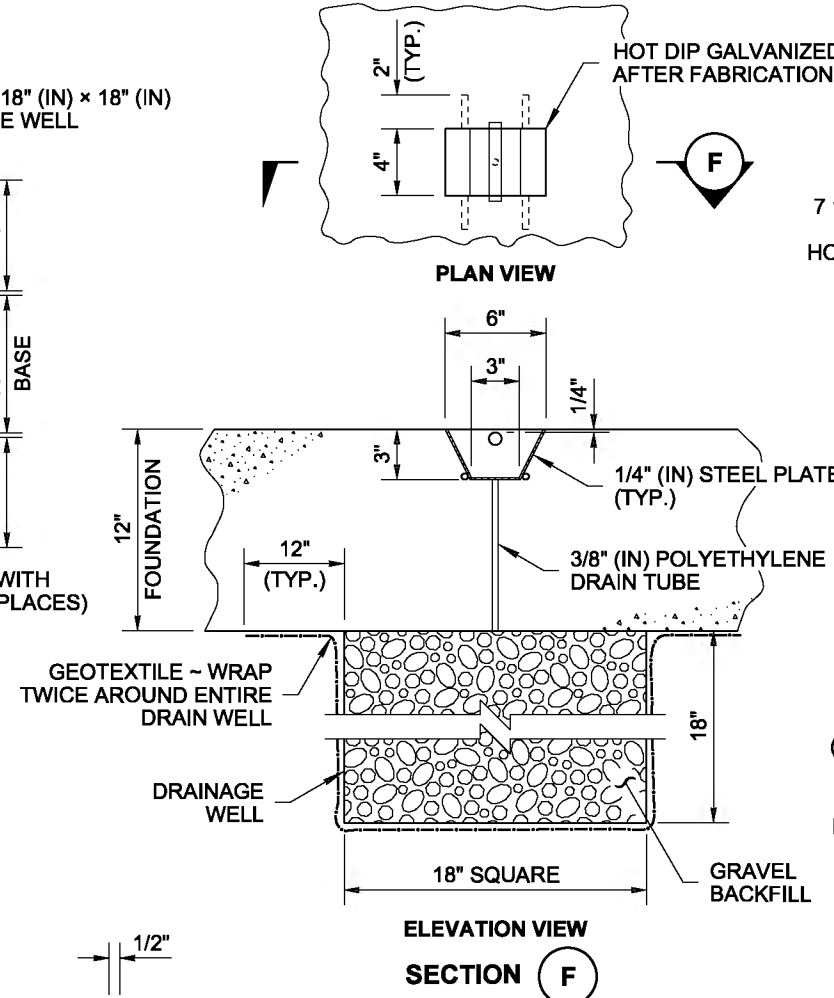 18" (IN) × 18" (IN)
E WELL
2"
(TYP.)
HOT DIP GALVANIZED
AFTER FABRICATION
4"
F
7
HO
PLAN VIEW
6"
3"
1/4"
BASE
3"
1/4" (IN) STEEL PLATE
(TYP.)
12"
FOUNDATION
12"
(TYP.)
3/8" (IN) POLYETHYLENE
DRAIN TUBE
WITH
PLACES)
GEOTEXTILE ~ WRAP
TWICE AROUND ENTIRE
DRAIN WELL
18"
DRAINAGE
WELL
18" SQUARE
GRAVEL
BACKFILL
ELEVATION VIEW
1/2"
SECTION F